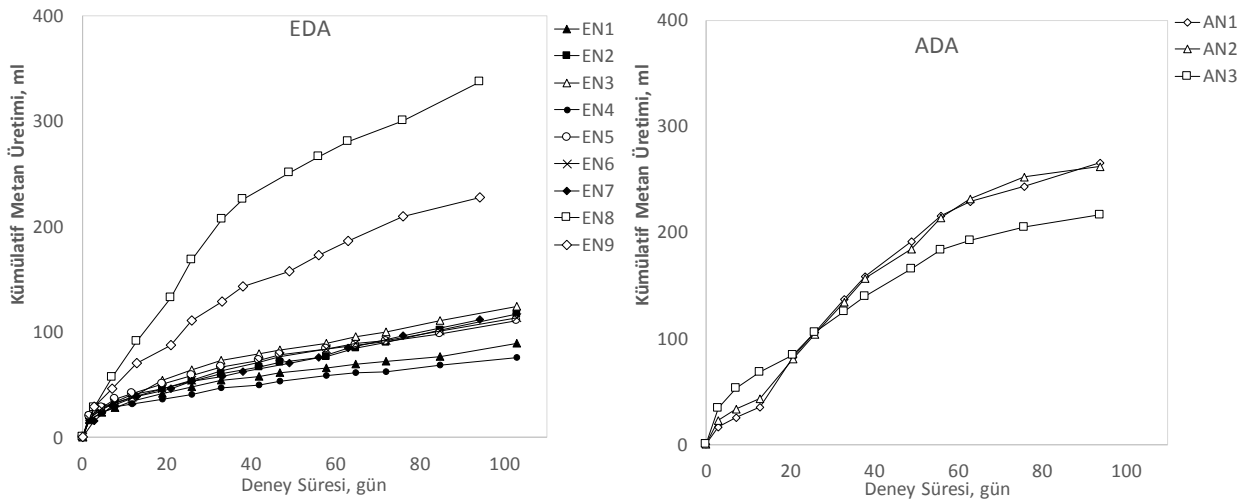 EDA
Kümülatif Metan Üretimi, ml
400
300
200
100
0
0
20
40
60
80
100
Deney Süresi, gün
EN1
EN2
EN3
EN4
EN5
EN6
EN7
EN8
EN9
ADA
Kümülatif Metan Üretimi, ml
400
300
200
100
0
0
20
40
60
80
100
Deney Süresi, gün
AN1
AN2
AN3